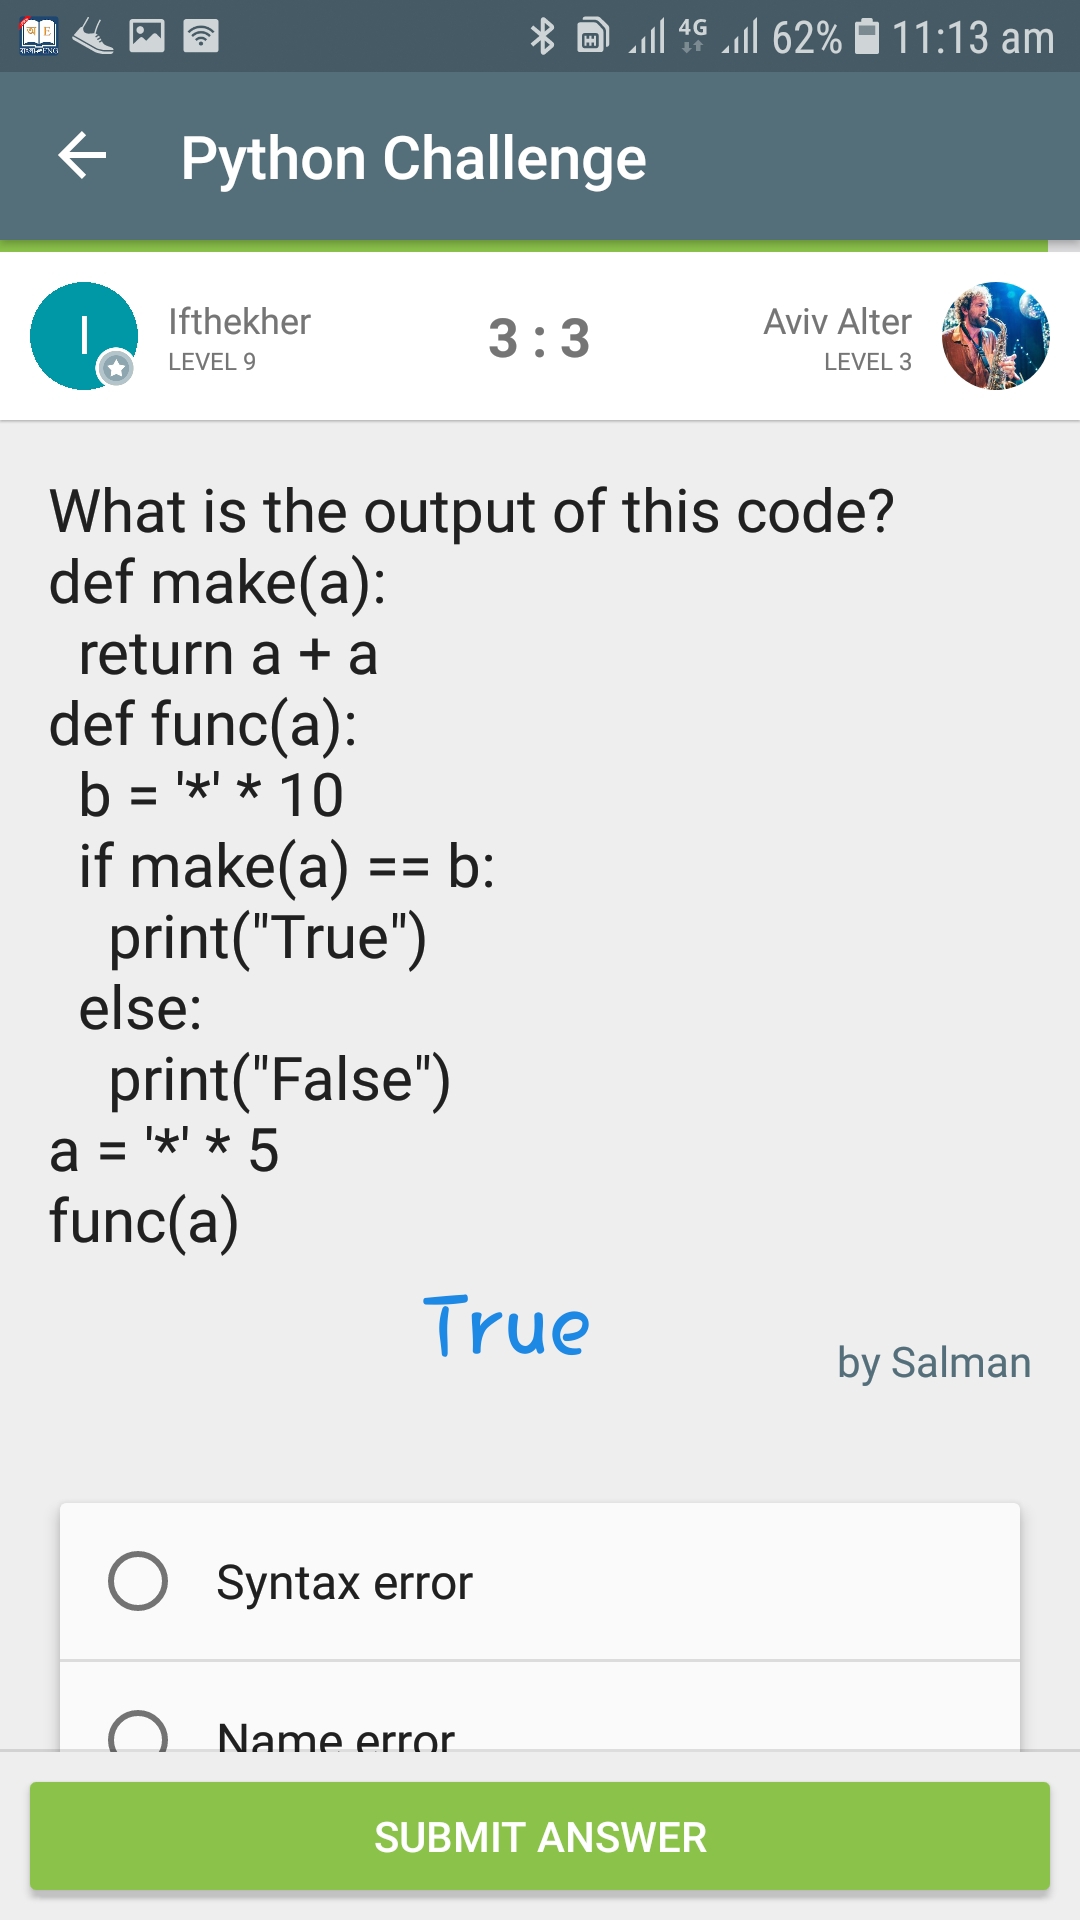 4G 62% 11:13 am
Python Challenge
I Ifthekher 3 : 3 Aviv Alter
LEVEL 9 LEVEL 3
What is the output of this code?
def make(a):
return a + a
def func(a):
b = '*' * 10
if make(a) == b:
print("True")
else:
print("False")
a = '*' * 5
func(a)
True
by Salman
Syntax error
Name error
SUBMIT ANSWER